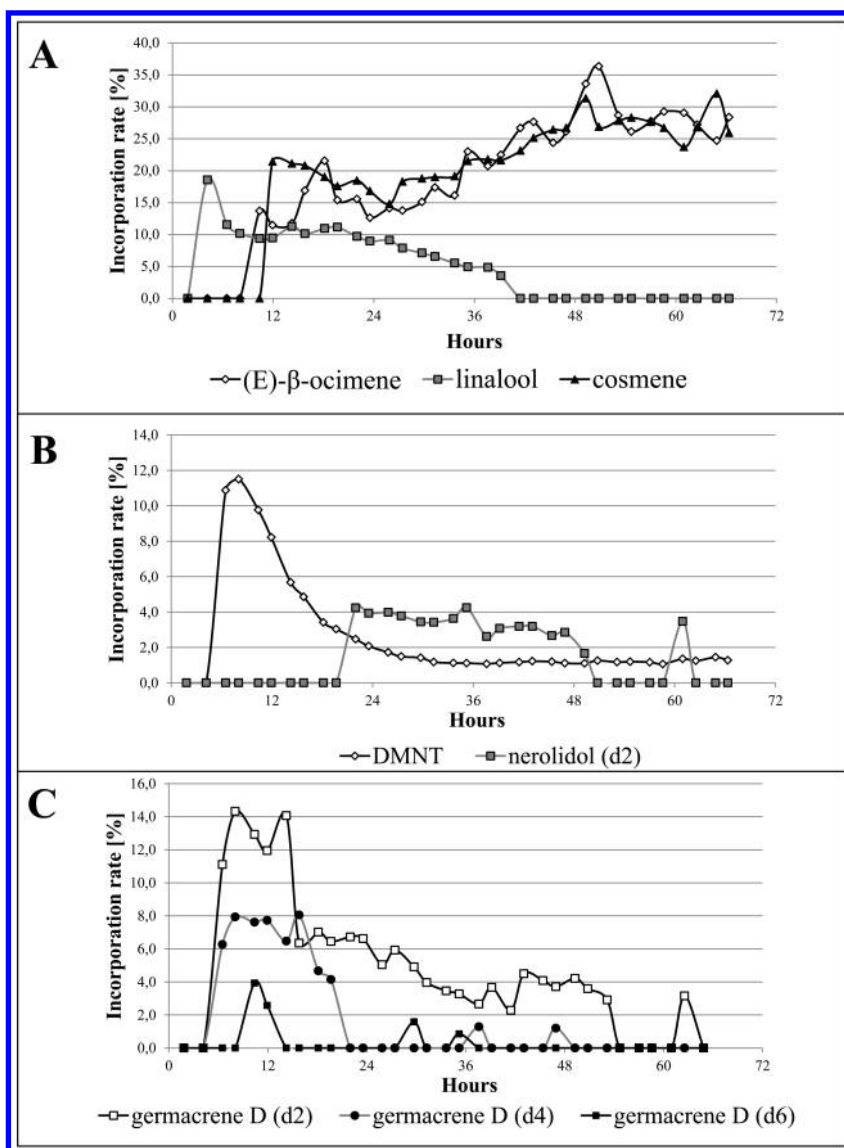 A
Incorporation rate [%]
40,0
35,0
30,0
25,0
20,0
15,0
10,0
5,0
0,0
0 12 24 36 48 60 72
Hours
(E)-β-ocimene linalool cosmene
B
Incorporation rate [%]
14,0
12,0
10,0
8,0
6,0
4,0
2,0
0,0
0 12 24 36 48 60 72
Hours
DMNT nerolidol (d2)
C
Incorporation rate [%]
16,0
14,0
12,0
10,0
8,0
6,0
4,0
2,0
0,0
0 12 24 36 48 60 72
Hours
germacrene D (d2) germacrene D (d4) germacrene D (d6)